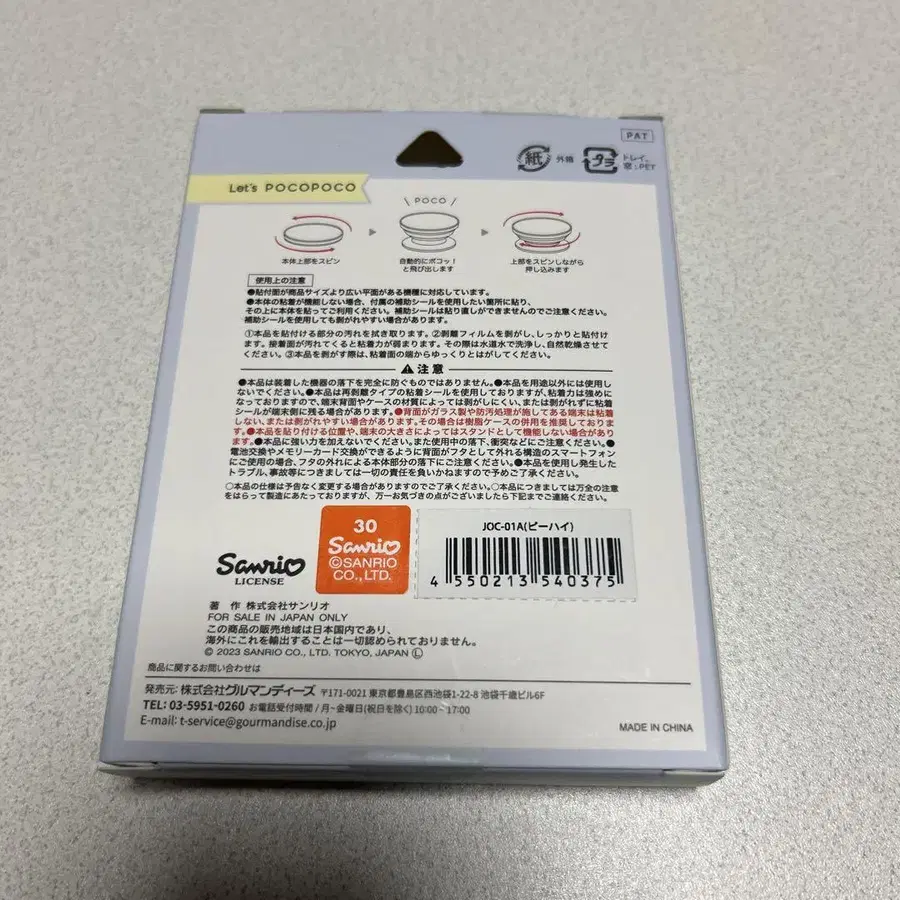 PAT
紙 外箱
プラ トレイ、
窓:PET
Let's POCOPOCO
\ POCO /
本体上部をスピン
自動的にポコッ!
と飛び出します
上部をスピンしながら
押し込みます
使用上の注意
●貼付面が商品サイズより広い平面がある機種に対応しています。
●本体の粘着が機能しない場合、付属の補助シールを使用したい箇所に貼り、
その上に本体を貼ってご利用ください。補助シールは貼り直しができませんのでご注意ください。
補助シールを使用しても剥がれやすい場合があります。
①本品を貼付ける部分の汚れを拭き取ります。②剥離フィルムを剥がし、しっかりと貼付け
ます。接着面が汚れてくると粘着力が弱まります。その際は水道水で洗浄し、自然乾燥させて
ください。③本品を剥がす際は、粘着面の端からゆっくりとはがしてください。
⚠注意
●本品は装着した機器の落下を完全に防ぐものではありません。●本品を用途以外には使用し
ないでください。●本品は再剥離タイプの粘着シールを使用しておりますが、粘着力は強めに
なっておりますので、端末背面やケースの材質によっては剥がしにくい、または剥がれずに粘着
シールが端末側に残る場合があります。●背面がガラス製や防汚処理が施してある端末は粘着し
ない、または剥がれやすい場合があります。その場合は樹脂ケースの併用を推奨しておりま
す。●本品を貼り付ける位置や、端末の大きさによってはスタンドとして機能しない場合があり
ます。●本品に強い力を加えないでください。また使用中の落下、衝突などにご注意ください。●
電池交換やメモリーカード交換ができるように背面がフタとして外れる構造のスマートフォン
にご使用の場合、フタの外れによる本体部分の落下にご注意ください。●本品を使用し発生した
トラブル、事故等につきましては一切の責任を負いかねますので予めご了承ください。
○本品の仕様は予告なく変更する場合がありますのでご了承ください。○本品につきましては万全の注意
をはらって製造にあたっておりますが、万一お気づきの点がございましたら下記までご連絡ください。
Sanrio
LICENSE
30
Sanrio
©SANRIO
CO., LTD.
JOC-01A(ピーハイ)
4 550213 540375
著 作 株式会社サンリオ
FOR SALE IN JAPAN ONLY
この商品の販売地域は日本国内であり、
海外にこれを輸出することは一切認められておりません。
© 2023 SANRIO CO., LTD. TOKYO, JAPAN Ⓛ
商品に関するお問い合わせは
発売元: 株式会社グルマンディーズ 〒171-0021 東京都豊島区西池袋1-22-8 池袋千歳ビル6F
TEL: 03-5951-0260 お電話受付時間 / 月~金曜日(祝日を除く) 10:00~17:00
E-mail: t-service@gourmandise.co.jp
MADE IN CHINA